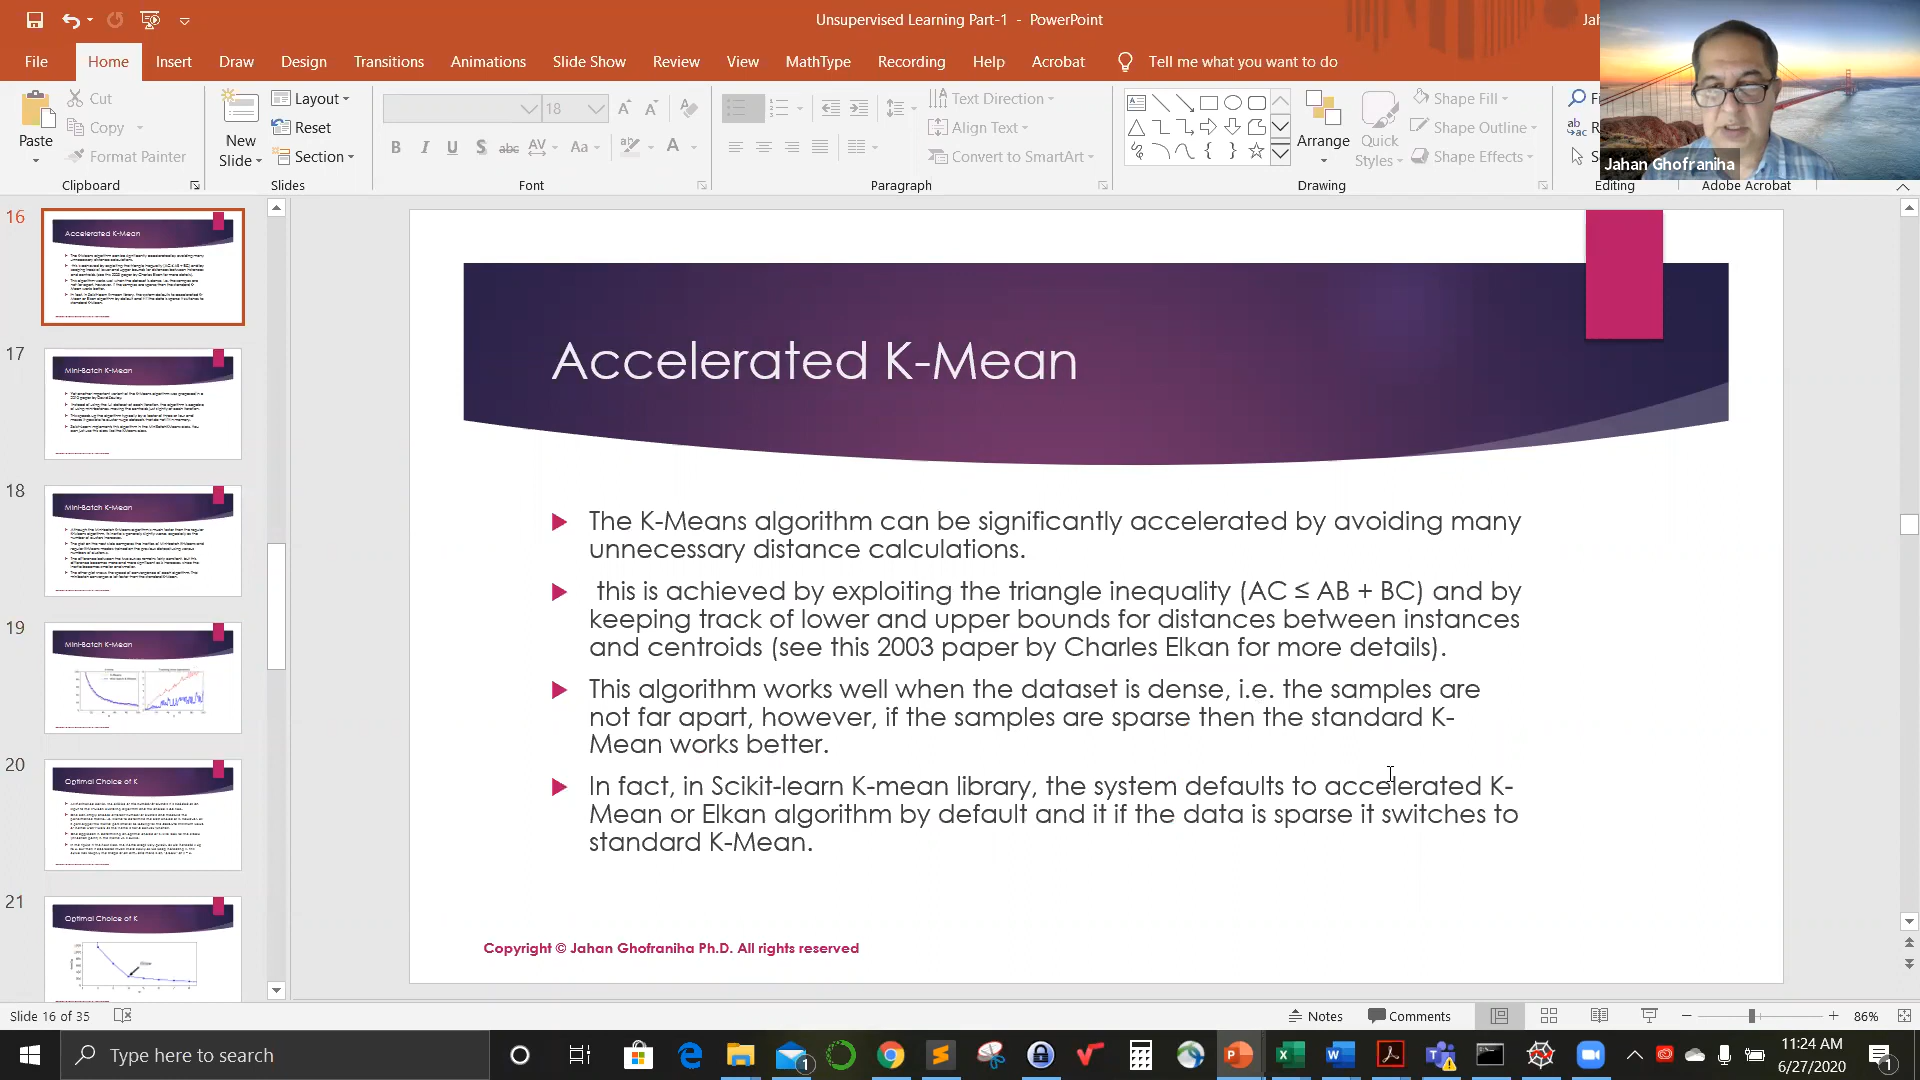 Unsupervised Learning Part-1 - PowerPoint
File Home Insert Draw Design Transitions Animations Slide Show Review View MathType Recording Help Acrobat Tell me what you want to do
Cut
Copy
Format Painter
Paste
Clipboard
New
Slide
Layout
Reset
Section
Slides
18
Font
Text Direction
Align Text
Convert to SmartArt
Paragraph
Arrange
Quick
Styles
Shape Fill
Shape Outline
Shape Effects
Drawing
Editing
Adobe Acrobat
Jahan Ghofraniha
16
Accelerated K-Mean
17
Mini-Batch K-Mean
18
Mini-Batch K-Mean
19
Mini-Batch K-Mean
20
Optimal Choice of K
21
Optimal Choice of K
Accelerated K-Mean
The K-Means algorithm can be significantly accelerated by avoiding many
unnecessary distance calculations.
this is achieved by exploiting the triangle inequality (AC ≤ AB + BC) and by
keeping track of lower and upper bounds for distances between instances
and centroids (see this 2003 paper by Charles Elkan for more details).
This algorithm works well when the dataset is dense, i.e. the samples are
not far apart, however, if the samples are sparse then the standard K-
Mean works better.
In fact, in Scikit-learn K-mean library, the system defaults to accelerated K-
Mean or Elkan algorithm by default and it if the data is sparse it switches to
standard K-Mean.
Copyright © Jahan Ghofraniha Ph.D. All rights reserved
Slide 16 of 35
Notes
Comments
86%
Type here to search
11:24 AM
6/27/2020